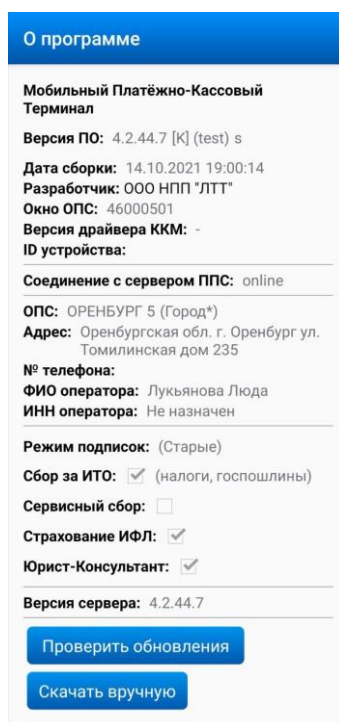 О программе
Мобильный Платёжно-Кассовый
Терминал
Версия ПО: 4.2.44.7 [K] (test) s
Дата сборки: 14.10.2021 19:00:14
Разработчик: ООО НПП "ЛТТ"
Окно ОПС: 46000501
Версия драйвера ККМ: -
ID устройства:
Соединение с сервером ППС: online
ОПС: ОРЕНБУРГ 5 (Город*)
Адрес: Оренбургская обл. г. Оренбург ул.
Томилинская дом 235
№ телефона:
ФИО оператора: Лукьянова Люда
ИНН оператора: Не назначен
Режим подписок: (Старые)
Сбор за ИТО: (налоги, госпошлины)
Сервисный сбор:
Страхование ИФЛ:
Юрист-Консультант:
Версия сервера: 4.2.44.7
Проверить обновления
Скачать вручную